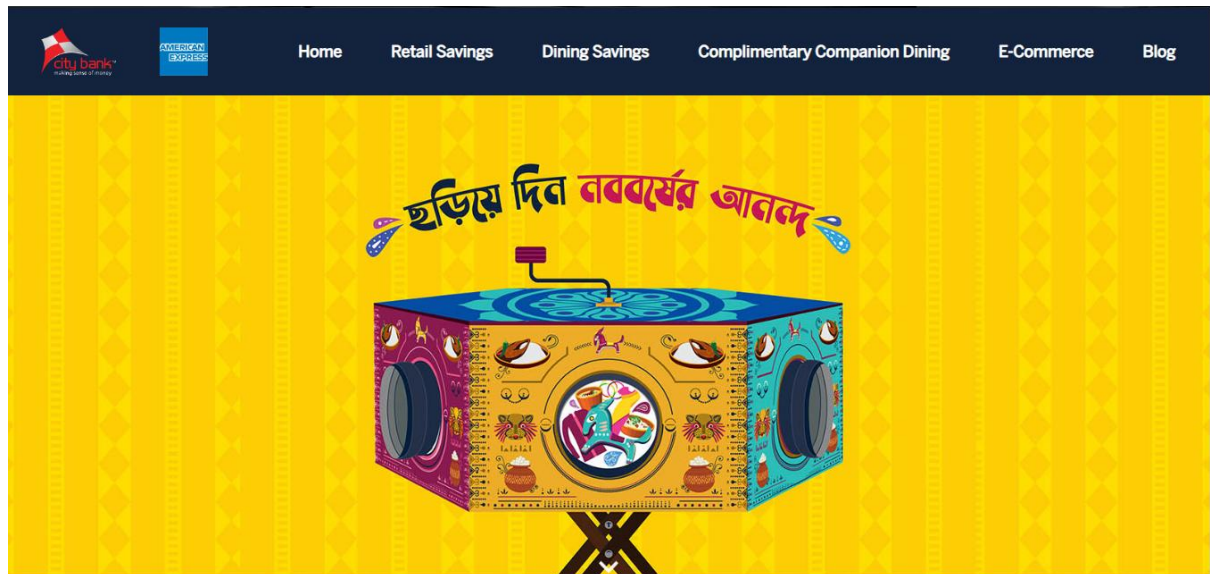 city bank™
making sense of money
AMERICAN
EXPRESS
Home Retail Savings Dining Savings Complimentary Companion Dining E-Commerce Blog
ছড়িয়ে দিন নববর্ষের আনন্দ